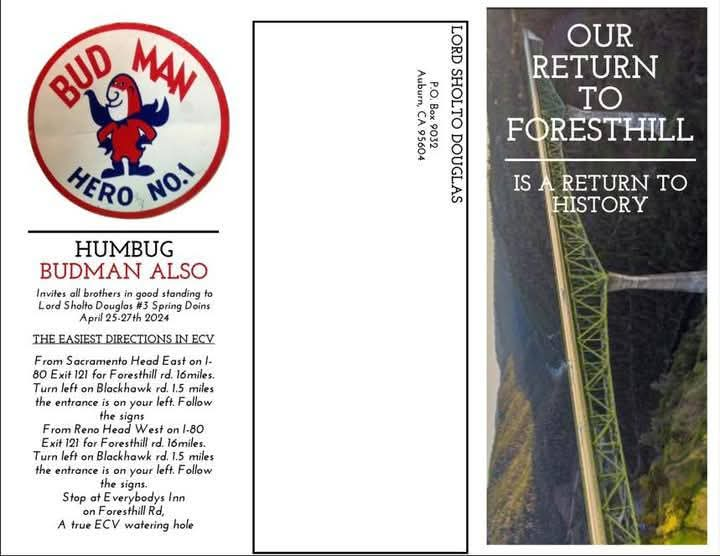 BUD MAN
HERO NO.1
HUMBUG
BUDMAN ALSO
Invites all brothers in good standing to
Lord Sholto Douglas #3 Spring Doins
April 25-27th 2024
THE EASIEST DIRECTIONS IN ECV
From Sacramento Head East on I-
80 Exit 121 for Foresthill rd. 16miles.
Turn left on Blackhawk rd. 1.5 miles
the entrance is on your left. Follow
the signs
From Reno Head West on I-80
Exit 121 for Foresthill rd. 16miles.
Turn left on Blackhawk rd. 1.5 miles
the entrance is on your left. Follow
the signs.
Stop at Everybodys Inn
on Foresthill Rd,
A true ECV watering hole
LORD SHOLTO DOUGLAS
P.O. Box 9032
Auburn, CA 95604
OUR
RETURN
TO
FORESTHILL
IS A RETURN TO
HISTORY